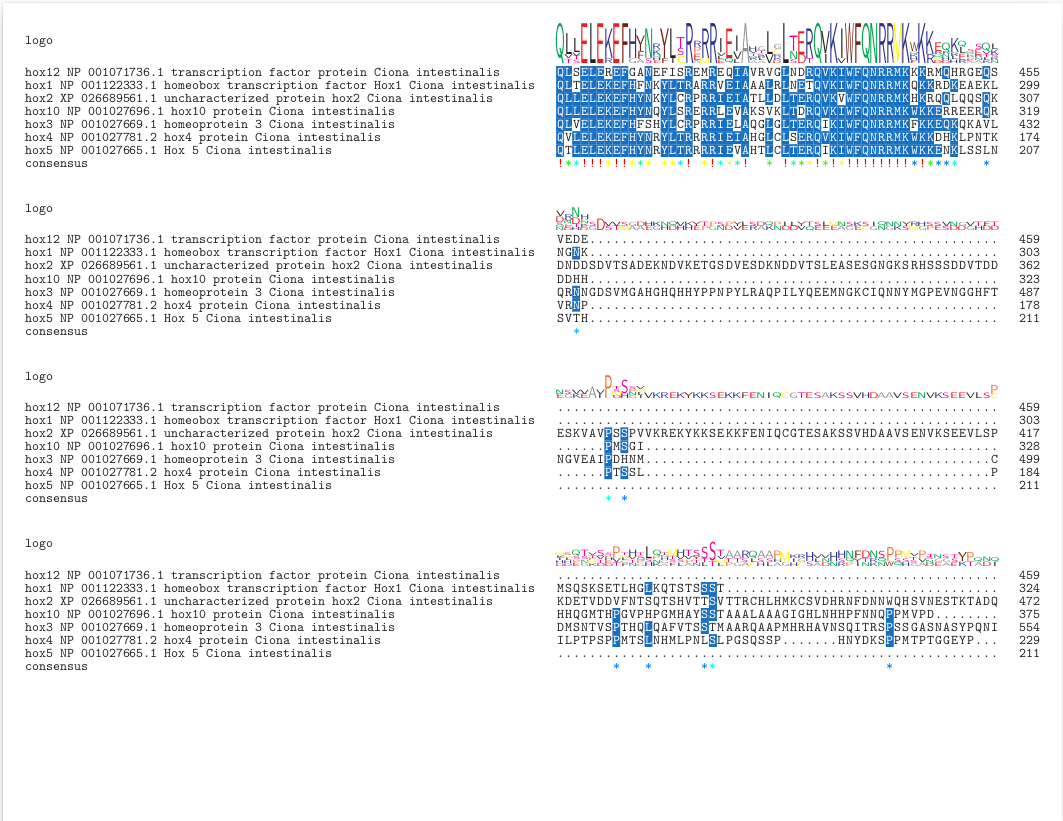 logo
hox12 NP 001071736.1 transcription factor protein Ciona intestinalis QLSELEREFGANEFISREMREQIAVRVGLNDRQVKIWFQNRRMKKKRMQHRGEQS 455
hox1 NP 001122333.1 homeobox transcription factor Hox1 Ciona intestinalis QLTELEKEFHFNKYLTRARRVEIAAALRLNETQVKIWFQNRRMKQKKRDKEAEKL 299
hox2 XP 026689561.1 uncharacterized protein hox2 Ciona intestinalis QLLELEKEFHYNKYLCRPRRIEIATLLDLTERQVKVWFQNRRMKHKRQQLQQSQK 307
hox10 NP 001027696.1 hox10 protein Ciona intestinalis QLLELEKEFHYNQYLSRERRLEVAKSVKLTDRQVKIWFQNRRMKWKKERREERQL 319
hox3 NP 001027669.1 homeoprotein 3 Ciona intestinalis QLVELEKEFHFSHYLCRPRRIELAQGLGLTERQIKIWFQNRRMKFKKEQKQKAVL 432
hox4 NP 001027781.2 hox4 protein Ciona intestinalis QVLELEKEFHYNRYLTRRRRIEIAHGLCLSERQVKIWFQNRRMKWKKDHKLPNTK 174
hox5 NP 001027665.1 Hox 5 Ciona intestinalis QTLELEKEFHYNRYLTRRRRIEVAHTLCLTERQIKIWFQNRRMKWKKENKLSSLN 207
consensus
logo
hox12 NP 001071736.1 transcription factor protein Ciona intestinalis VEDE................................................... 459
hox1 NP 001122333.1 homeobox transcription factor Hox1 Ciona intestinalis NGNK................................................... 303
hox2 XP 026689561.1 uncharacterized protein hox2 Ciona intestinalis DNDDSDVTSADEKNDVKETGSDVESDKNDDVTSLEASESGNGKSRHSSSDDVTDD 362
hox10 NP 001027696.1 hox10 protein Ciona intestinalis DDHH................................................... 323
hox3 NP 001027669.1 homeoprotein 3 Ciona intestinalis QRNNGDSVMGAHGHQHHYPPNPYLRAQPILYQEEMNGKCIQNNYMGPEVNGGHFT 487
hox4 NP 001027781.2 hox4 protein Ciona intestinalis VRNP................................................... 178
hox5 NP 001027665.1 Hox 5 Ciona intestinalis SVTH................................................... 211
consensus *
logo
hox12 NP 001071736.1 transcription factor protein Ciona intestinalis ....................................................... 459
hox1 NP 001122333.1 homeobox transcription factor Hox1 Ciona intestinalis ....................................................... 303
hox2 XP 026689561.1 uncharacterized protein hox2 Ciona intestinalis ESKVAVPSSPVVKREKYKKSEKKFENIQCGTESAKSSVHDAAVSENVKSEEVLSP 417
hox10 NP 001027696.1 hox10 protein Ciona intestinalis ......PMSGI............................................ 328
hox3 NP 001027669.1 homeoprotein 3 Ciona intestinalis NGVEAIPDHNM...........................................C 499
hox4 NP 001027781.2 hox4 protein Ciona intestinalis ......PTSSL...........................................P 184
hox5 NP 001027665.1 Hox 5 Ciona intestinalis ....................................................... 211
consensus * *
logo
hox12 NP 001071736.1 transcription factor protein Ciona intestinalis ....................................................... 459
hox1 NP 001122333.1 homeobox transcription factor Hox1 Ciona intestinalis MSQSKSETLHGLKQTSTSSST.................................. 324
hox2 XP 026689561.1 uncharacterized protein hox2 Ciona intestinalis KDETVDDVFNTSQTSHVTTSVTTRCHLHMKCSVDHRNFDNNWQHSVNESTKTADQ 472
hox10 NP 001027696.1 hox10 protein Ciona intestinalis HHQGMTHPGVPHPGMHAYSSTAAALAAAGIGHLNHHPFNNQPPMVPD........ 375
hox3 NP 001027669.1 homeoprotein 3 Ciona intestinalis DMSNTVSPTHQLQAFVTSSTMAARQAAPMHRHAVNSQITRSPSSGASNASYPQNI 554
hox4 NP 001027781.2 hox4 protein Ciona intestinalis ILPTPSPPMTSLNHMLPNLSLPGSQSSP.......HNYDKSPPMTPTGGEYP... 229
hox5 NP 001027665.1 Hox 5 Ciona intestinalis ....................................................... 211
consensus * * ** *